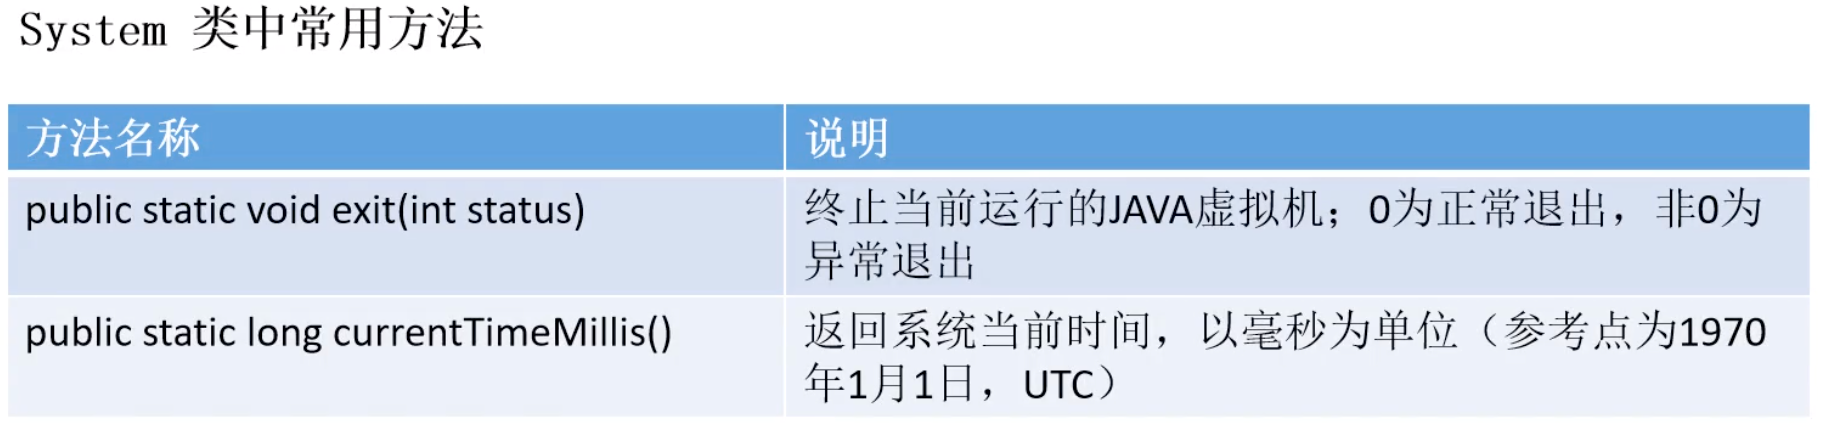 System 类中常用方法
方法名称
说明
public static void exit(int status)
终止当前运行的JAVA虚拟机；0为正常退出，非0为
异常退出
public static long currentTimeMillis()
返回系统当前时间，以毫秒为单位（参考点为1970
年1月1日，UTC）